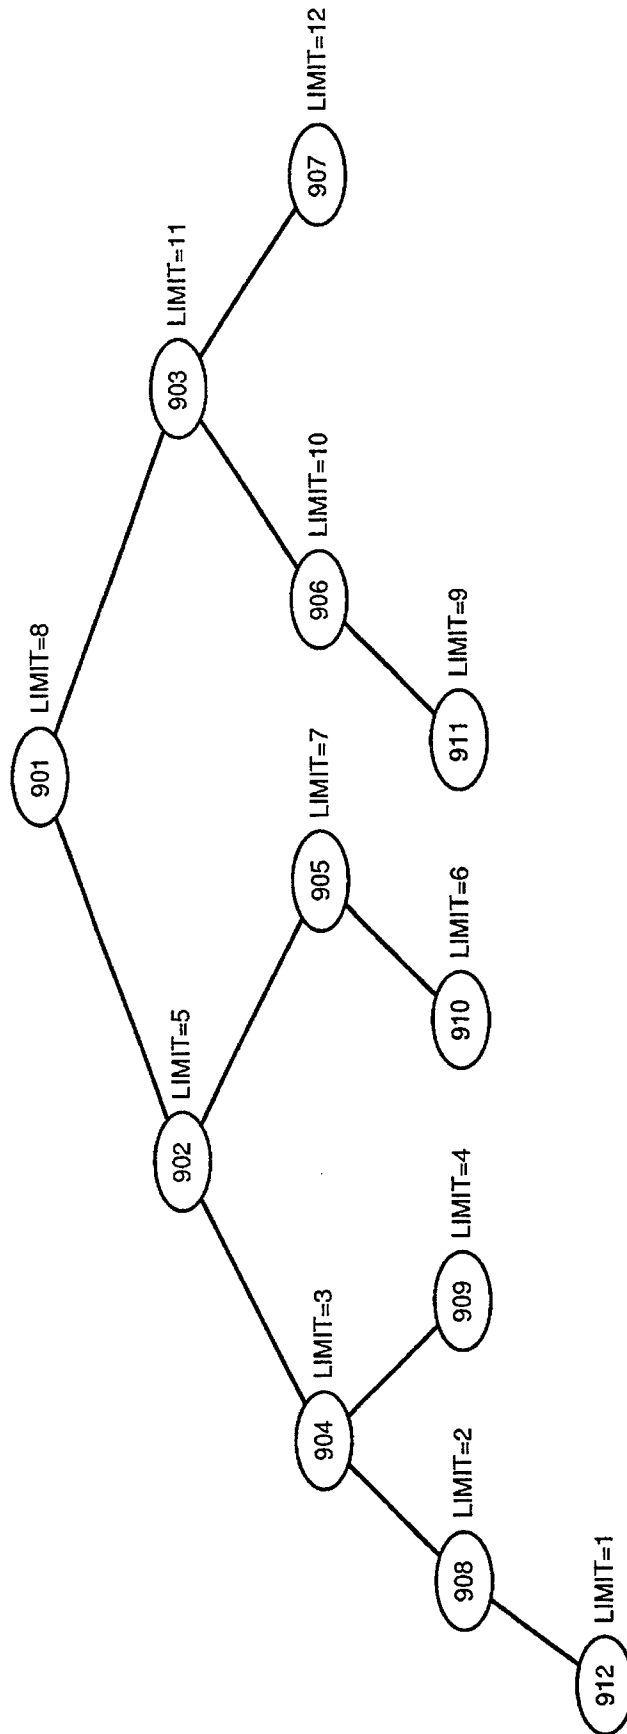 901 LIMIT=8
902 LIMIT=5
903 LIMIT=11
904 LIMIT=3
905 LIMIT=7
906 LIMIT=10
907 LIMIT=12
908 LIMIT=2
909 LIMIT=4
910 LIMIT=6
911 LIMIT=9
912 LIMIT=1